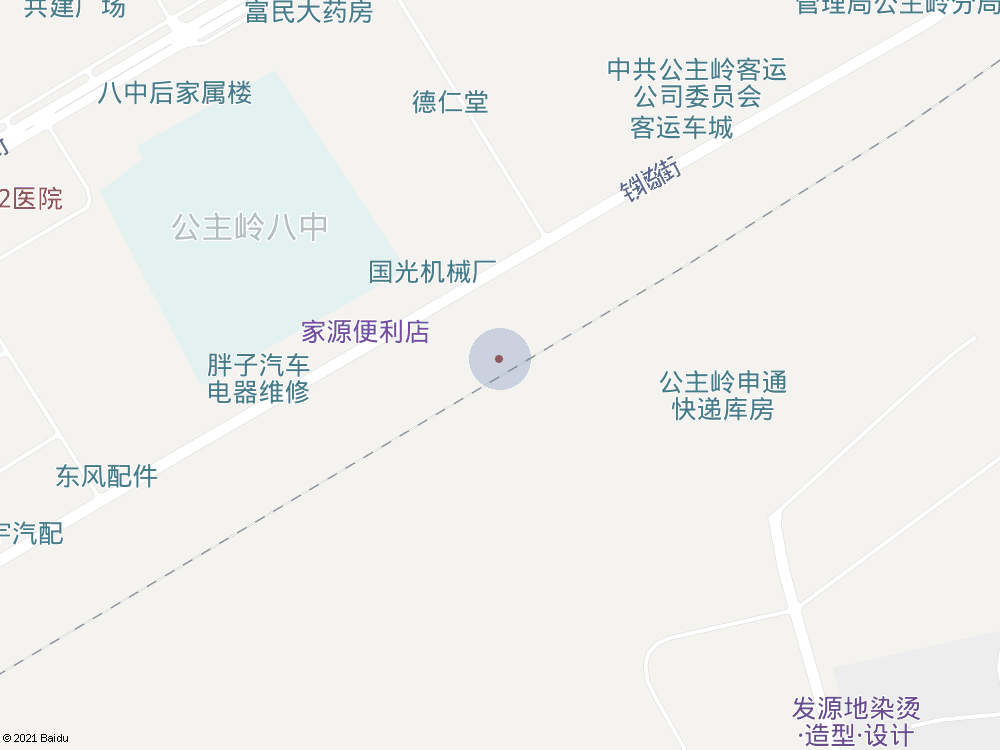 共建广场
富民大药房
管理局公主岭分局
八中后家属楼
德仁堂
中共公主岭客运
公司委员会
客运车城
2医院
公主岭八中
国光机械厂
家源便利店
胖子汽车
电器维修
公主岭申通
快递库房
东风配件
宇汽配
发源地染烫
·造型·设计
© 2021 Baidu